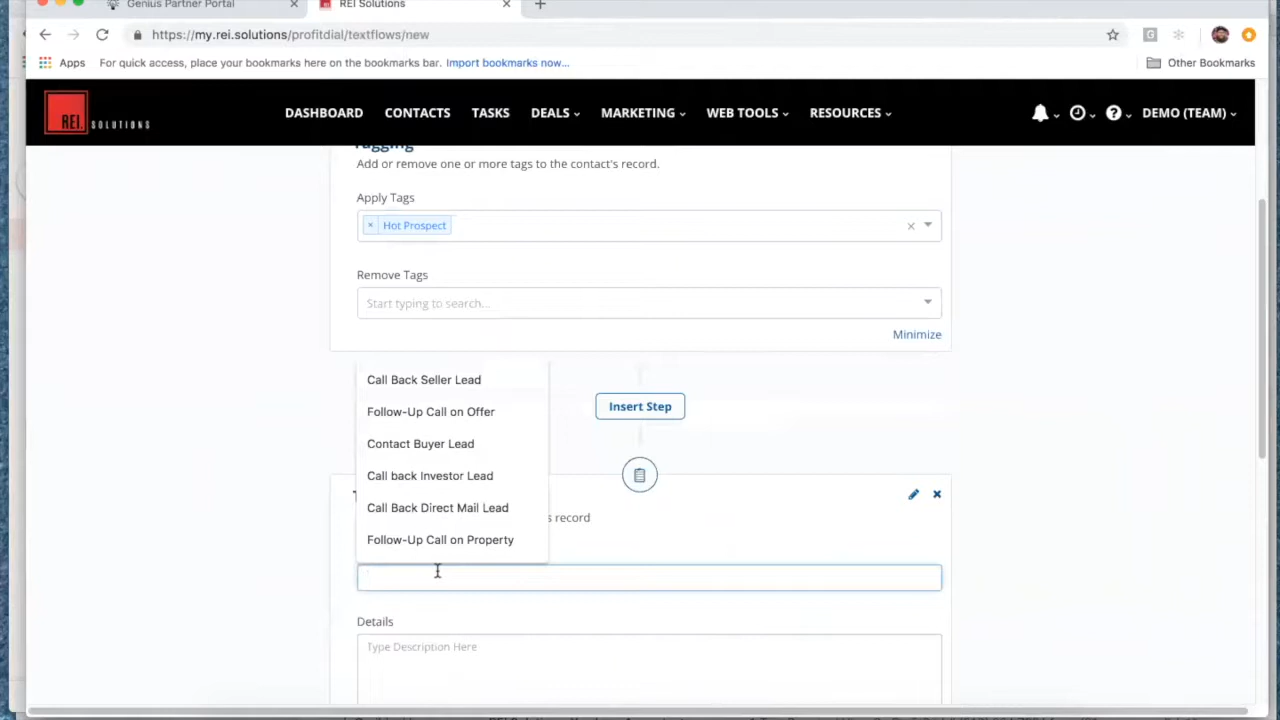 Genius Partner Portal
REI Solutions
https://my.rei.solutions/profitdial/textflows/new
Apps For quick access, place your bookmarks here on the bookmarks bar. Import bookmarks now... Other Bookmarks
REI. SOLUTIONS DASHBOARD CONTACTS TASKS DEALS MARKETING WEB TOOLS RESOURCES DEMO (TEAM)
Tagging
Add or remove one or more tags to the contact's record.
Apply Tags
× Hot Prospect
Remove Tags
Start typing to search...
Minimize
Call Back Seller Lead
Insert Step
Follow-Up Call on Offer
Contact Buyer Lead
Call back Investor Lead
Call Back Direct Mail Lead
s record
Follow-Up Call on Property
Details
Type Description Here